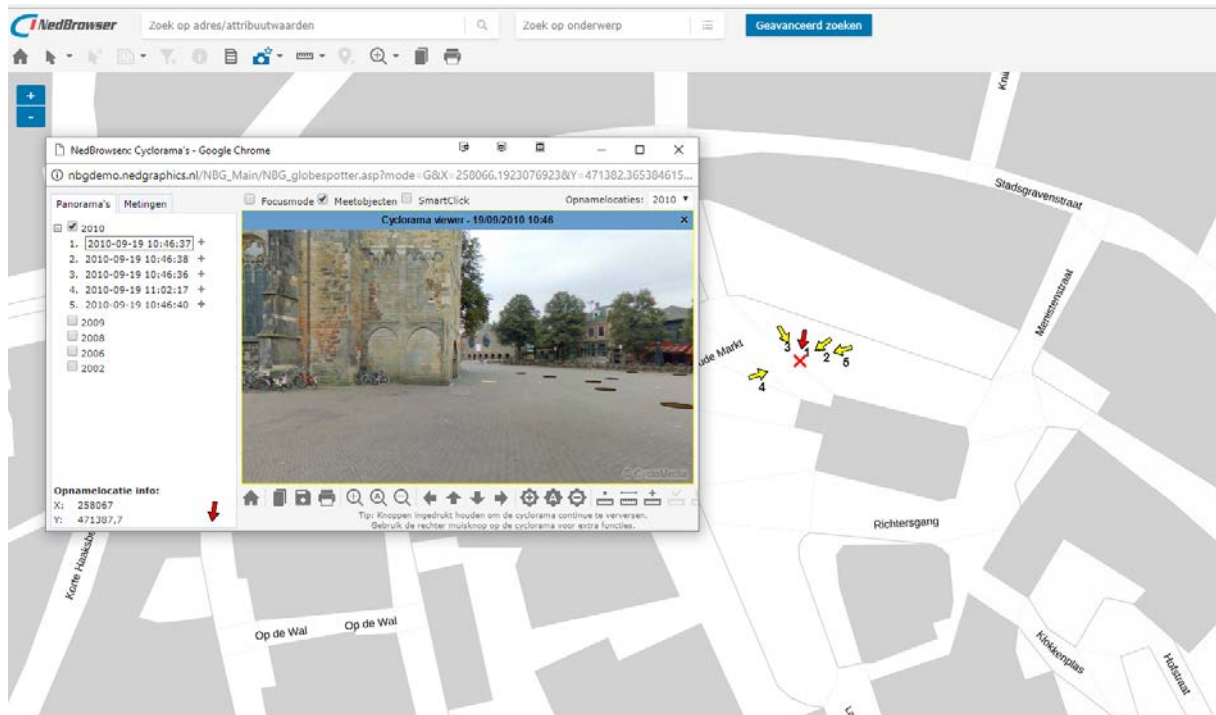 NedBrowser
Zoek op adres/attribuutwaarden
Zoek op onderwerp
Geavanceerd zoeken
+
-
NedBrowser: Cyclorama's - Google Chrome
nbgdemo.nedgraphics.nl/NBG_Main/NBG_globespotter.asp?mode=G&X=258066.1923076923&Y=471382.365384615...
Panorama's Metingen
Focusmode Meetobjecten SmartClick Opnamelocaties: 2010
Cyclorama viewer - 19/09/2010 10:46
2010
1. 2010-09-19 10:46:37 +
2. 2010-09-19 10:46:38 +
3. 2010-09-19 10:46:36 +
4. 2010-09-19 11:02:17 +
5. 2010-09-19 10:46:40 +
2009
2008
2006
2002
© CycloMedia
Opnamelocatie info:
X: 258067
Y: 471387,7
Tip: Knoppen ingedrukt houden om de cyclorama continue te verversen.
Gebruik de rechter muisknop op de cyclorama voor extra functies.
Stadsgravenstraat
Menistenstraat
ude Markt
3
1
2
5
4
Richtersgang
Korte Haaksbe
Op de Wal
Op de Wal
Klokkenplas
Hofstraat